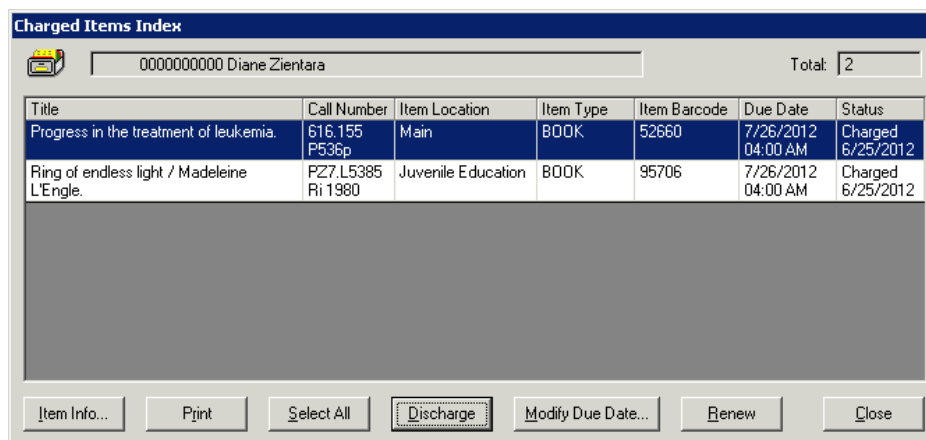 Charged Items Index
0000000000 Diane Zientara Total: 2
Title Call Number Item Location Item Type Item Barcode Due Date Status
Progress in the treatment of leukemia. 616.155 Main BOOK 52660 7/26/2012 Charged
P536p 04:00 AM 6/25/2012
Ring of endless light / Madeleine PZ7.L5385 Juvenile Education BOOK 95706 7/26/2012 Charged
L'Engle. Ri 1980 04:00 AM 6/25/2012
Item Info... Print Select All Discharge Modify Due Date... Renew Close